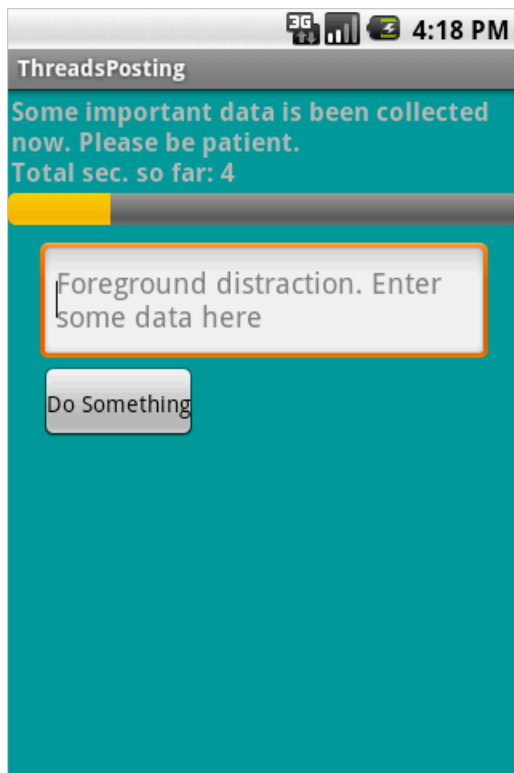 3G 4:18 PM
ThreadsPosting
Some important data is been collected
now. Please be patient.
Total sec. so far: 4
Foreground distraction. Enter
some data here
Do Something